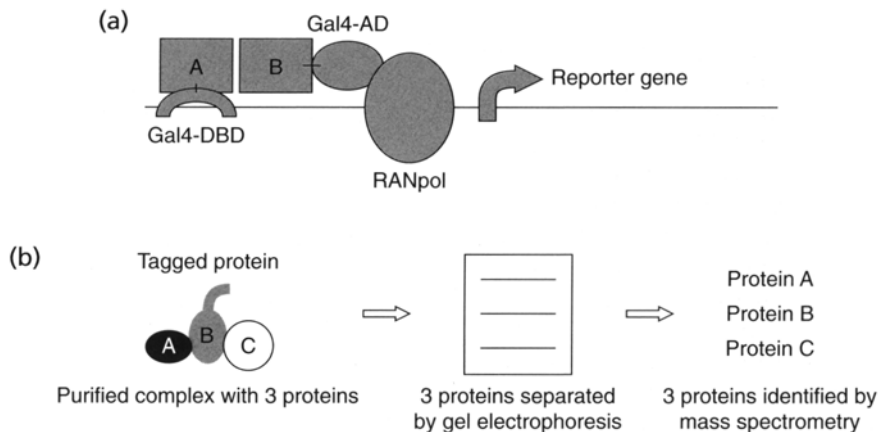 (a)
Gal4-AD
A
B
Reporter gene
Gal4-DBD
RANpol
(b)
Tagged protein
A
B
C
Protein A
Protein B
Protein C
Purified complex with 3 proteins
3 proteins separated
by gel electrophoresis
3 proteins identified by
mass spectrometry